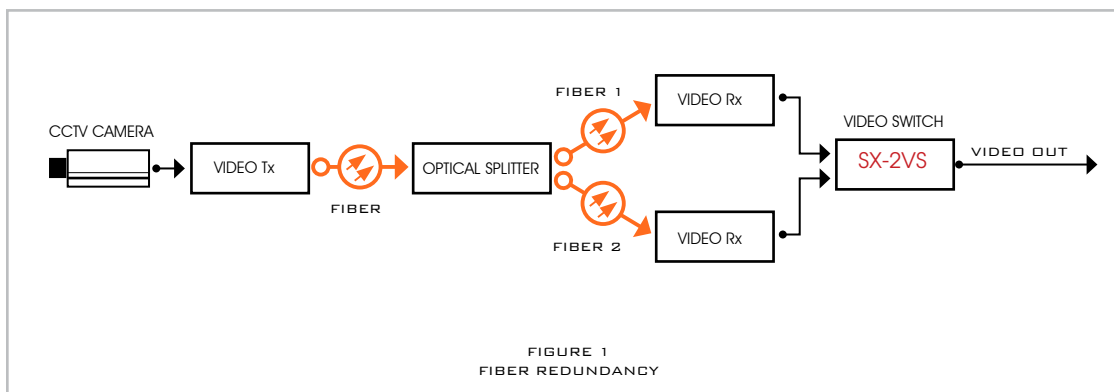 CCTV CAMERA
VIDEO Tx
FIBER
OPTICAL SPLITTER
FIBER 1
FIBER 2
VIDEO Rx
VIDEO Rx
VIDEO SWITCH
SX-2VS
VIDEO OUT
FIGURE 1
FIBER REDUNDANCY